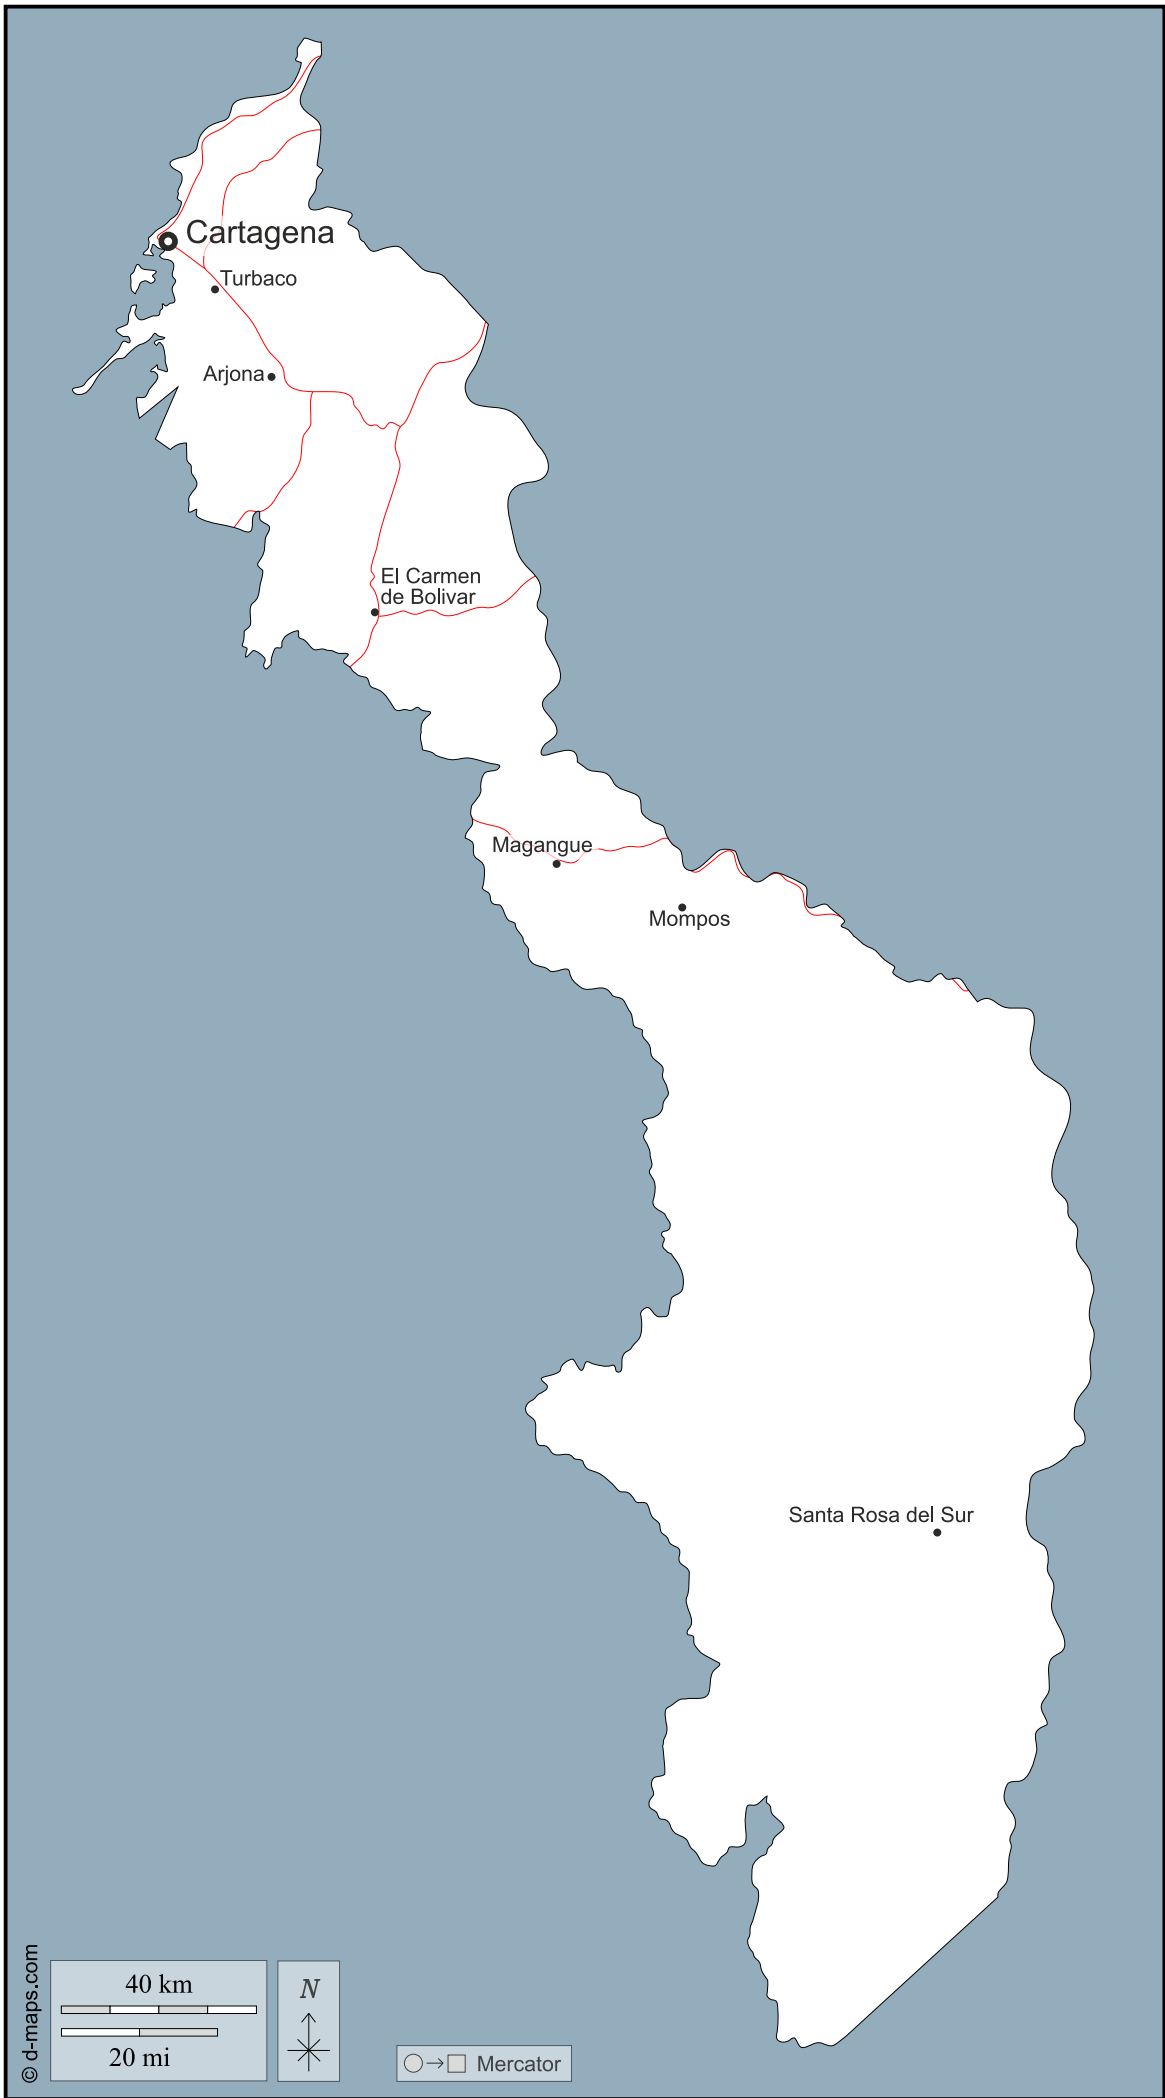 Cartagena
Turbaco
Arjona
El Carmen
de Bolivar
Magangue
Mompos
Santa Rosa del Sur
© d-maps.com
40 km
20 mi
N
Mercator